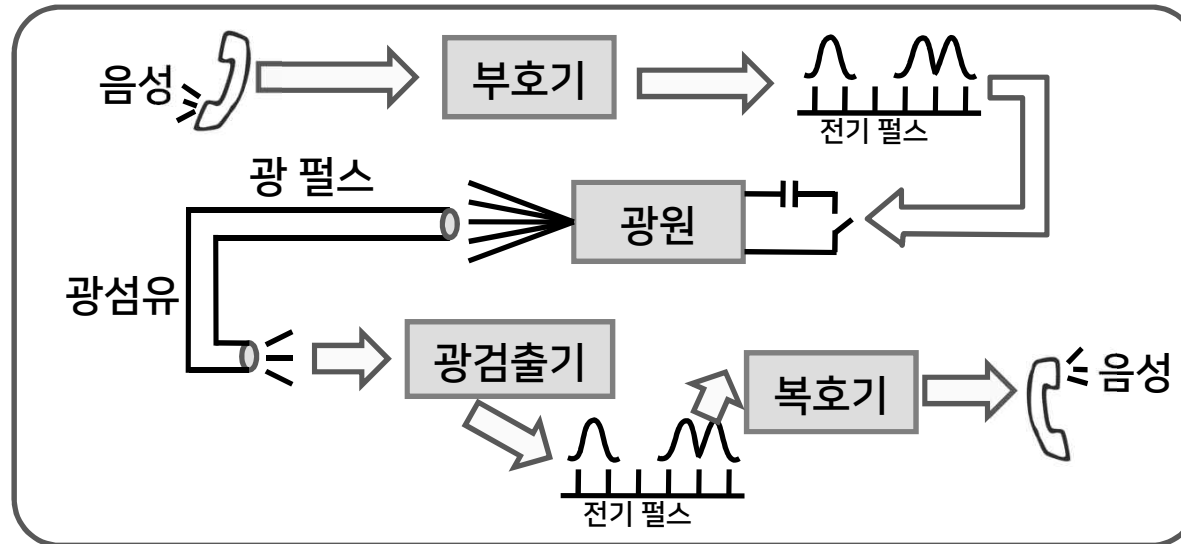 음성
부호기
전기 펄스
광 펄스
광원
광섬유
광검출기
복호기
음성
전기 펄스